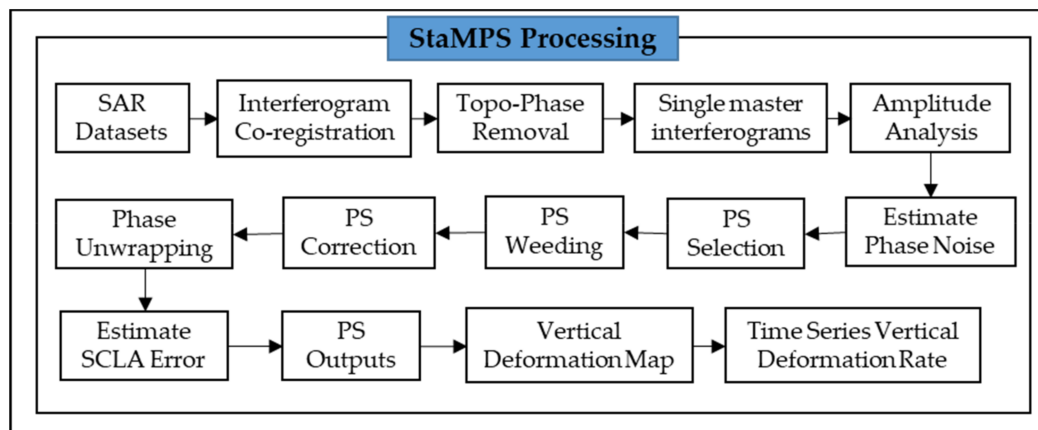 StaMPS Processing
SAR
Datasets
Interferogram
Co-registration
Topo-Phase
Removal
Single master
interferograms
Amplitude
Analysis
Estimate
Phase Noise
PS
Selection
PS
Weeding
PS
Correction
Phase
Unwrapping
Estimate
SCLA Error
PS
Outputs
Vertical
Deformation Map
Time Series Vertical
Deformation Rate